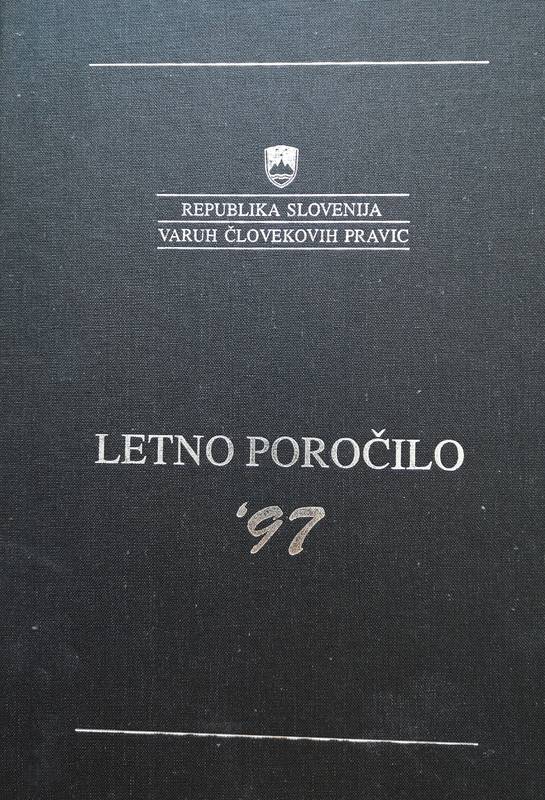 REPUBLIKA SLOVENIJA
VARUH ČLOVEKOVIH PRAVIC
LETNO POROČILO
'97